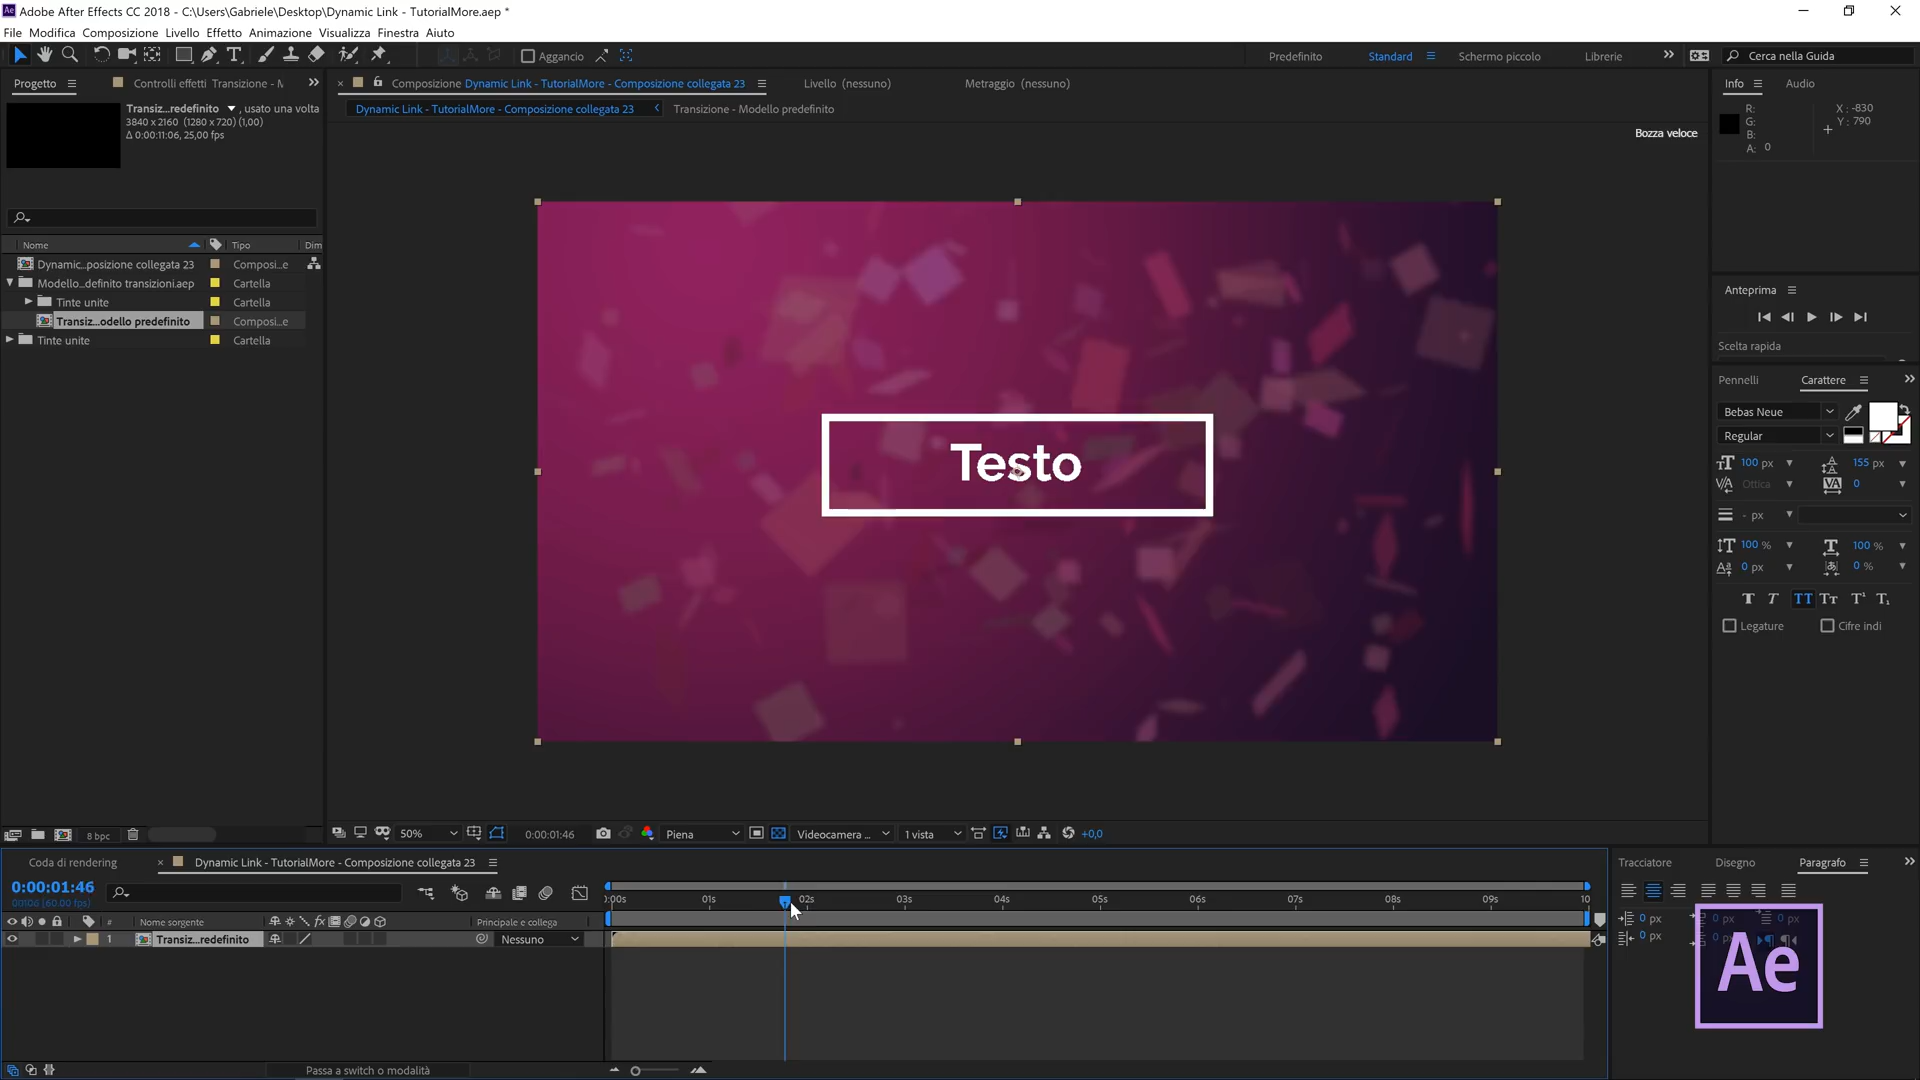 Adobe After Effects CC 2018 - C:\Users\Gabriele\Desktop\Dynamic Link - TutorialMore.aep *
File Modifica Composizione Livello Effetto Animazione Visualizza Finestra Aiuto
Aggancio
Predefinito Standard Schermo piccolo Librerie
Cerca nella Guida
Progetto
Controlli effetti Transizione - M
Composizione Dynamic Link - TutorialMore - Composizione collegata 23
Livello (nessuno)
Metraggio (nessuno)
Info Audio
Transiz...redefinito , usato una volta
3840 x 2160 (1280 x 720) (1,00)
Δ 0:00:11:06, 25,00 fps
Dynamic Link - TutorialMore - Composizione collegata 23
Transizione - Modello predefinito
Bozza veloce
R:
G:
B:
A: 0
X : -830
Y : 790
Nome Tipo Dim
Dynamic...posizione collegata 23 Composi...e
Modello...definito transizioni.aep Cartella
Tinte unite Cartella
Transiz...odello predefinito Composi...e
Tinte unite Cartella
Testo
Anteprima
Scelta rapida
Pennelli Carattere
Bebas Neue
Regular
100 px
155 px
Ottica
0
- px
100 %
100 %
0 px
0 %
Legature
Cifre indi
8 bpc
50%
0:00:01:46
Piena
Videocamera ...
1 vista
+0,0
Coda di rendering
Dynamic Link - TutorialMore - Composizione collegata 23
0:00:01:46
00106 (60.00 fps)
:00s 01s 02s 03s 04s 05s 06s 07s 08s 09s 10
# Nome sorgente
Principale e collega
1 Transiz...redefinito
Nessuno
Passa a switch o modalità
Tracciatore Disegno Paragrafo
0 px 0 px 0 px
0 px 0 px
Ae